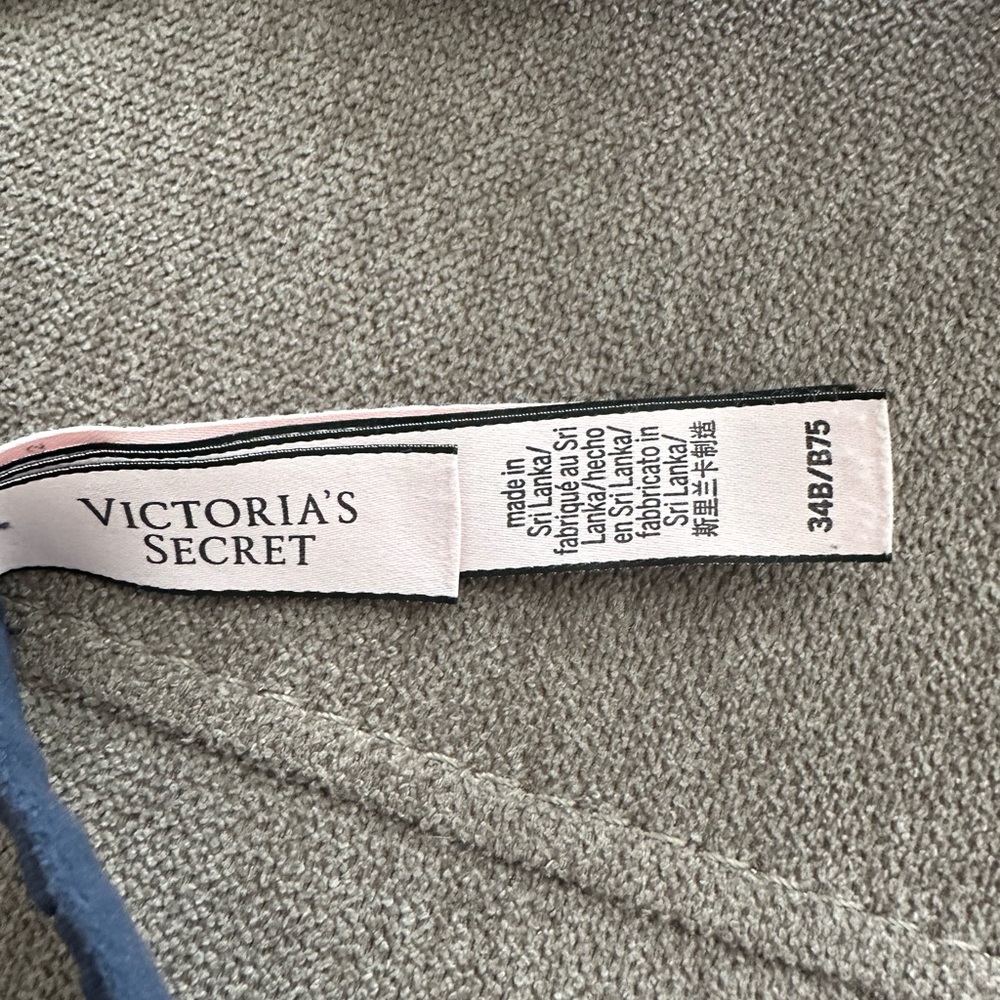 VICTORIA'S
SECRET
made in
Sri Lanka/
fabriqué au Sri
Lanka/hecho
en Sri Lanka/
fabbricato in
Sri Lanka/
斯里兰卡制造
34B/B75